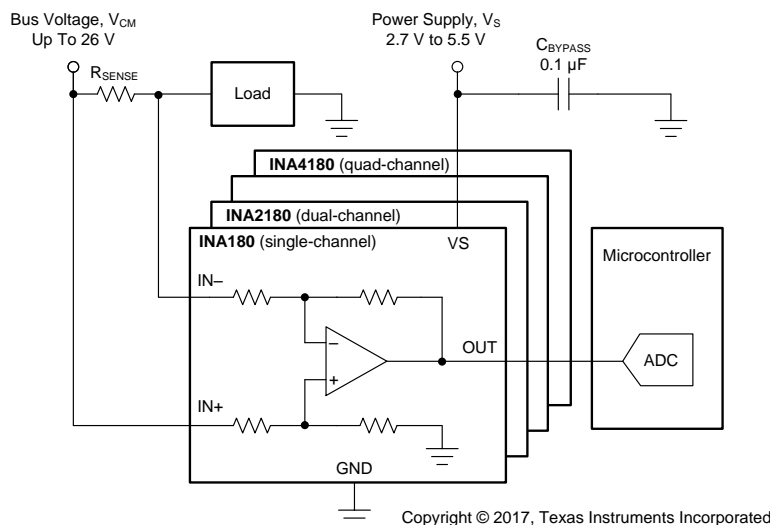 Bus Voltage, VCM
Up To 26 V
Power Supply, VS
2.7 V to 5.5 V
CBYPASS
0.1 µF
RSENSE
Load
INA4180 (quad-channel)
INA2180 (dual-channel)
INA180 (single-channel)
VS
Microcontroller
IN–
OUT
ADC
–
+
IN+
GND
Copyright © 2017, Texas Instruments Incorporated